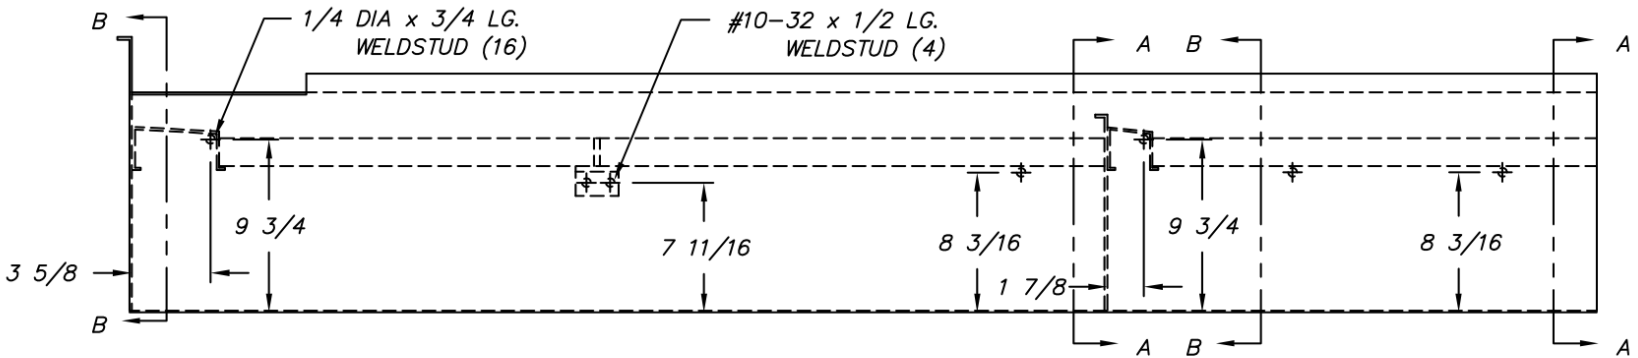 B
1/4 DIA x 3/4 LG.
WELDSTUD (16)
#10-32 x 1/2 LG.
WELDSTUD (4)
A
B
A
9 3/4
7 11/16
8 3/16
9 3/4
8 3/16
3 5/8
1 7/8
B
A
B
A